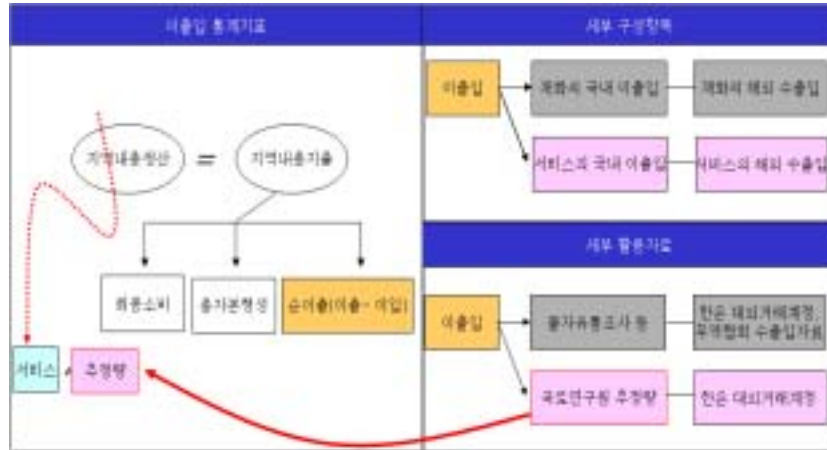 이출입 통계지표
지역내총생산 = 지역내총지출
최종소비
총자본형성
순이출(이출 - 이입)
서비스
추정량
세부 구성항목
이출입
재화의 국내 이출입
재화의 해외 수출입
서비스의 국내 이출입
서비스의 해외 수출입
세부 활용자료
이출입
물자유통조사 등
한은 대외거래계정,
무역협회 수출입자료
국토연구원 추정량
한은 대외거래계정